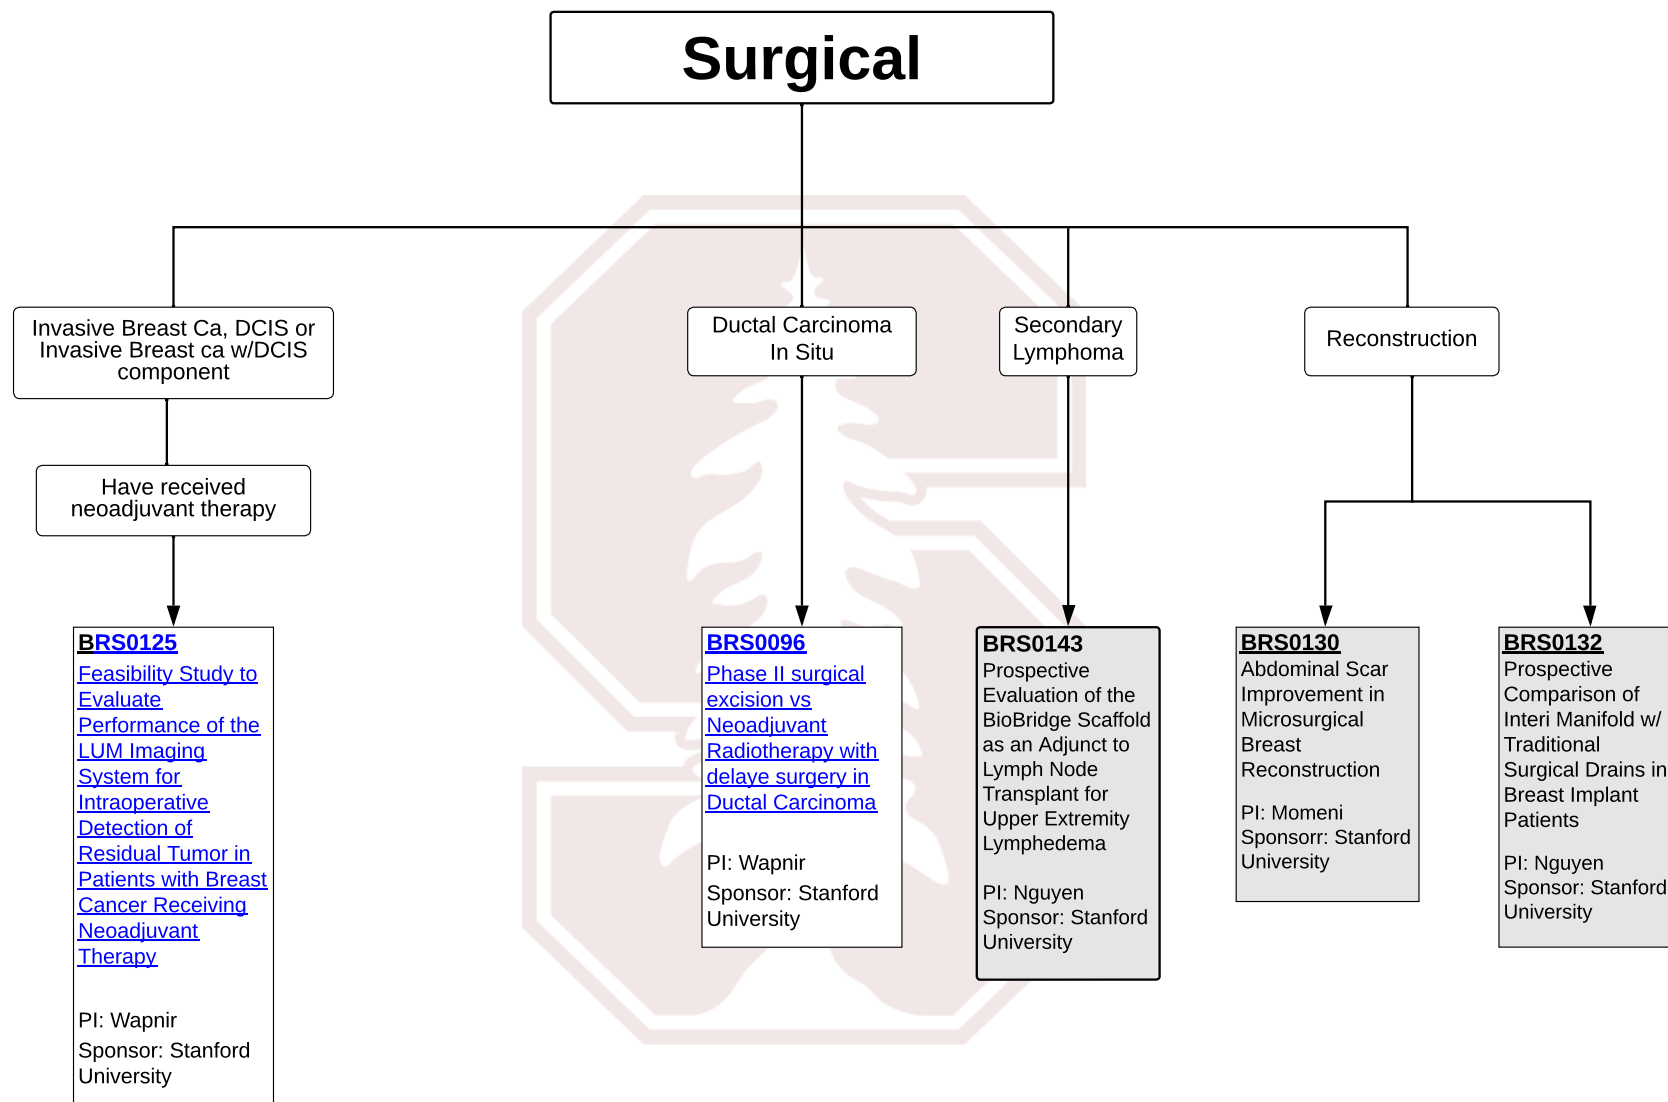 Surgical
Invasive Breast Ca, DCIS or
Invasive Breast ca w/DCIS
component
Ductal Carcinoma
In Situ
Secondary
Lymphoma
Reconstruction
Have received
neoadjuvant therapy
BRS0125
Feasibility Study to
Evaluate
Performance of the
LUM Imaging
System for
Intraoperative
Detection of
Residual Tumor in
Patients with Breast
Cancer Receiving
Neoadjuvant
Therapy
PI: Wapnir
Sponsor: Stanford
University
BRS0096
Phase II surgical
excision vs
Neoadjuvant
Radiotherapy with
delaye surgery in
Ductal Carcinoma
PI: Wapnir
Sponsor: Stanford
University
BRS0143
Prospective
Evaluation of the
BioBridge Scaffold
as an Adjunct to
Lymph Node
Transplant for
Upper Extremity
Lymphedema
PI: Nguyen
Sponsor: Stanford
University
BRS0130
Abdominal Scar
Improvement in
Microsurgical
Breast
Reconstruction
PI: Momeni
Sponsorr: Stanford
University
BRS0132
Prospective
Comparison of
Interi Manifold w/
Traditional
Surgical Drains in
Breast Implant
Patients
PI: Nguyen
Sponsor: Stanford
University